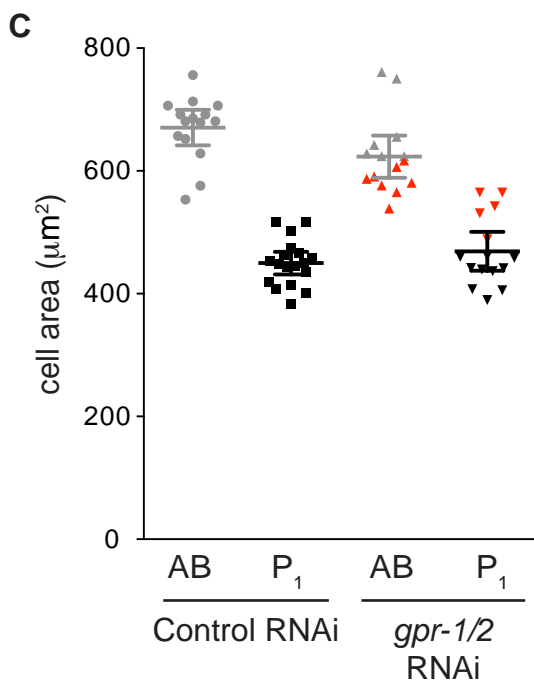 C
cell area (μm²)
800
600
400
200
0
AB P₁ AB P₁
Control RNAi gpr-1/2
RNAi